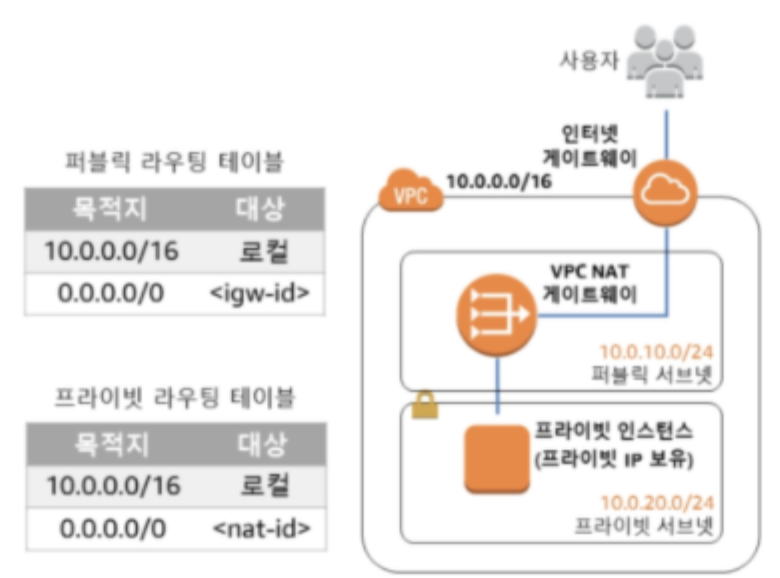 퍼블릭 라우팅 테이블
목적지 대상
10.0.0.0/16 로컬
0.0.0.0/0 <igw-id>
프라이빗 라우팅 테이블
목적지 대상
10.0.0.0/16 로컬
0.0.0.0/0 <nat-id>
사용자
인터넷
게이트웨이
VPC
10.0.0.0/16
VPC NAT
게이트웨이
10.0.10.0/24
퍼블릭 서브넷
프라이빗 인스턴스
(프라이빗 IP 보유)
10.0.20.0/24
프라이빗 서브넷